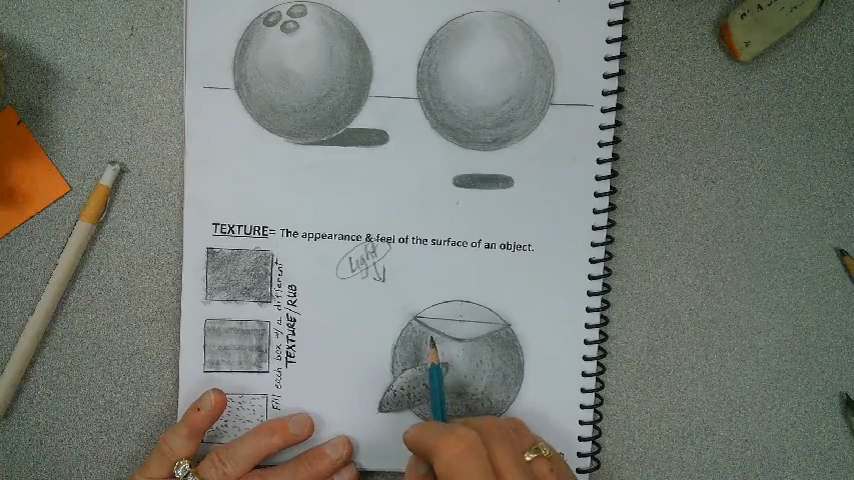 TEXTURE= The appearance & feel of the surface of an object.
Light
Fill each box w/ a different
TEXTURE/RUB